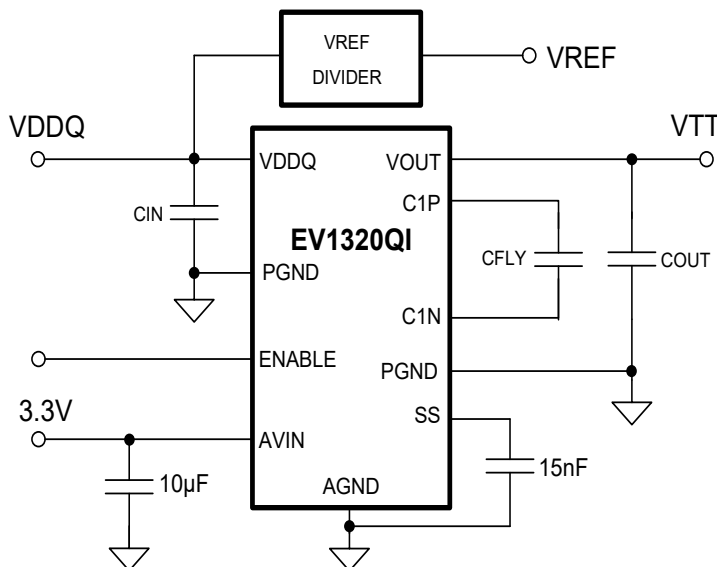 VREF
DIVIDER
VREF
VDDQ
VTT
VDDQ
VOUT
CIN
C1P
EV1320QI
CFLY
COUT
PGND
C1N
ENABLE
PGND
3.3V
SS
AVIN
10µF
15nF
AGND